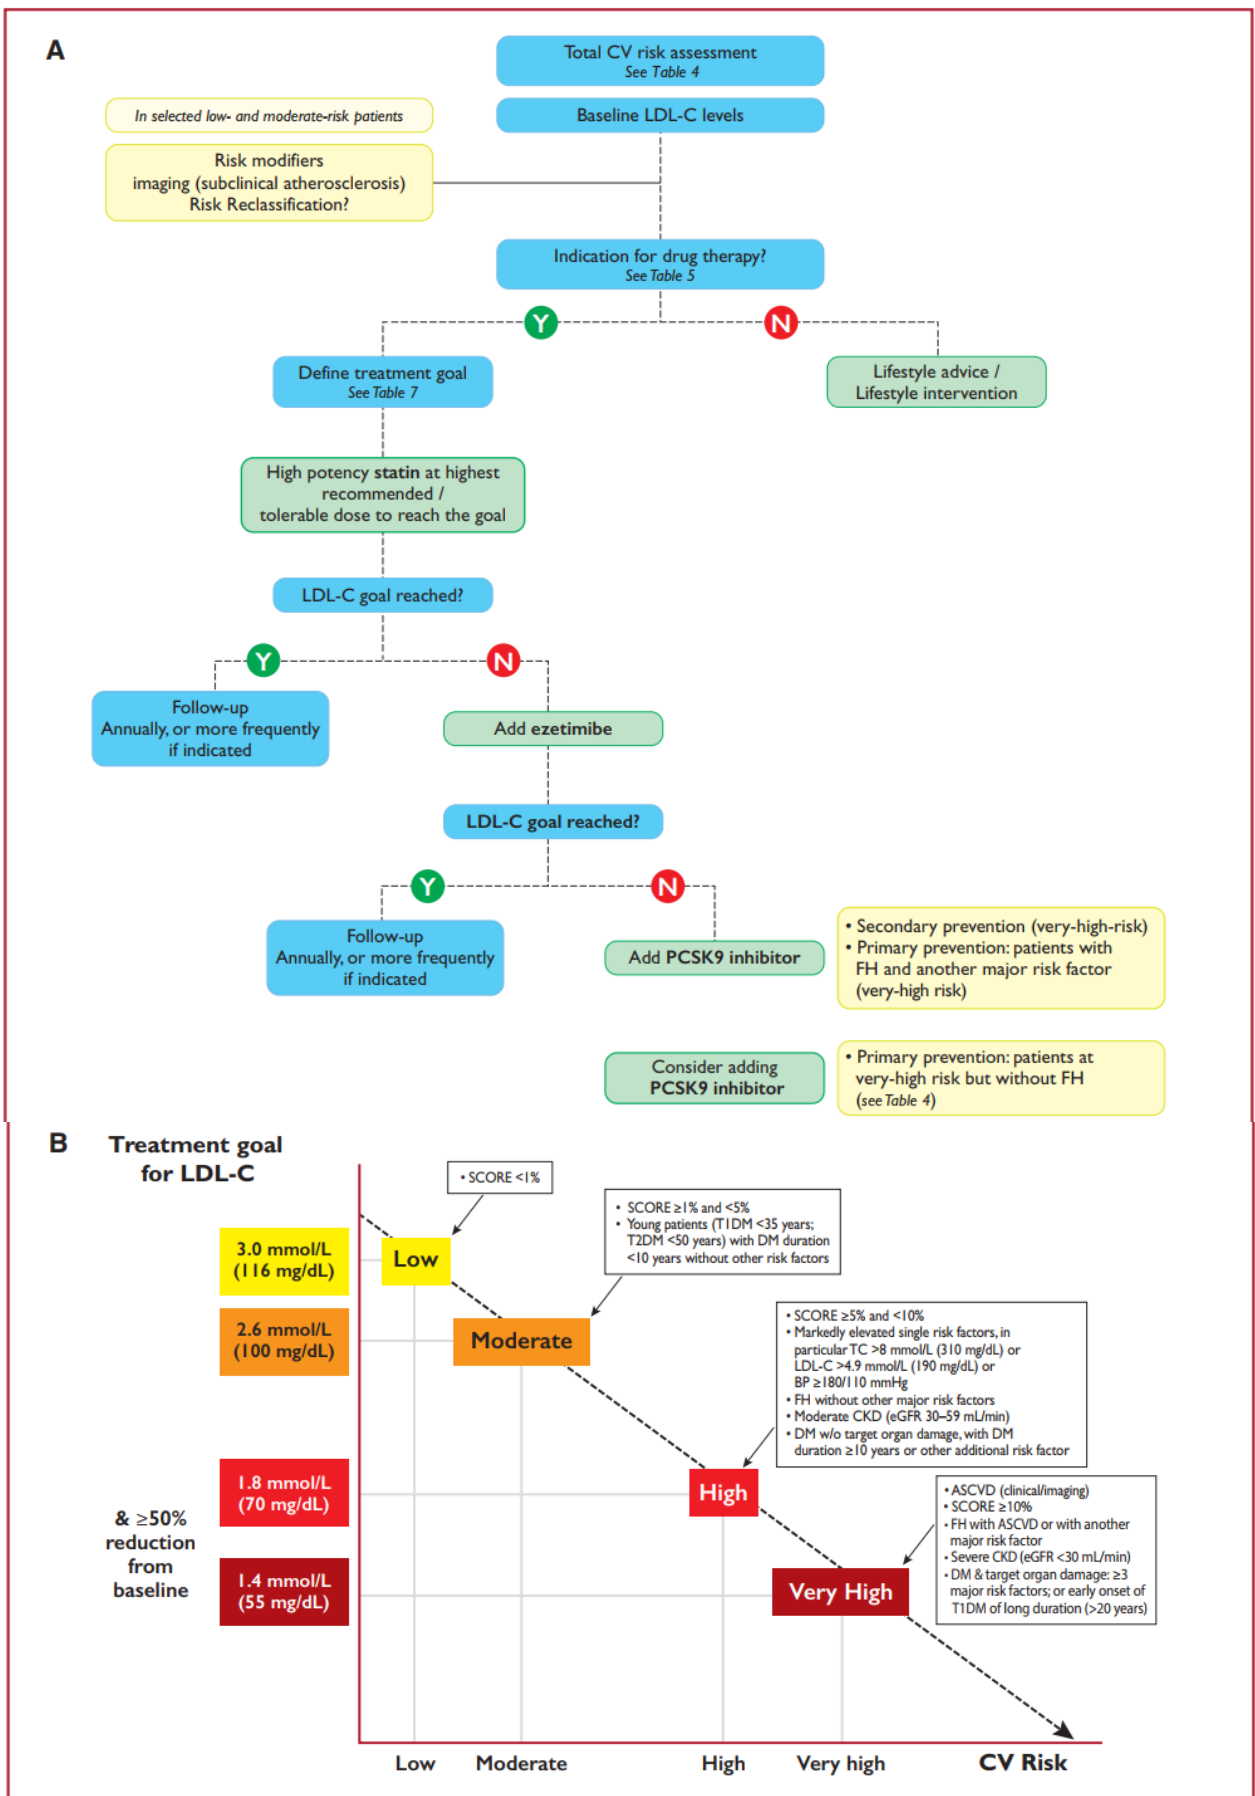 A
Total CV risk assessment
See Table 4
In selected low- and moderate-risk patients
Baseline LDL-C levels
Risk modifiers
imaging (subclinical atherosclerosis)
Risk Reclassification?
Indication for drug therapy?
See Table 5
Y
N
Define treatment goal
See Table 7
Lifestyle advice /
Lifestyle intervention
High potency statin at highest
recommended /
tolerable dose to reach the goal
LDL-C goal reached?
Y
N
Follow-up
Annually, or more frequently
if indicated
Add ezetimibe
LDL-C goal reached?
Y
N
Follow-up
Annually, or more frequently
if indicated
Add PCSK9 inhibitor
• Secondary prevention (very-high-risk)
• Primary prevention: patients with
FH and another major risk factor
(very-high risk)
Consider adding
PCSK9 inhibitor
• Primary prevention: patients at
very-high risk but without FH
(see Table 4)
B
Treatment goal
for LDL-C
• SCORE <1%
• SCORE ≥1% and <5%
• Young patients (T1DM <35 years;
T2DM <50 years) with DM duration
<10 years without other risk factors
3.0 mmol/L
(116 mg/dL)
Low
2.6 mmol/L
(100 mg/dL)
Moderate
• SCORE ≥5% and <10%
• Markedly elevated single risk factors, in
particular TC >8 mmol/L (310 mg/dL) or
LDL-C >4.9 mmol/L (190 mg/dL) or
BP ≥180/110 mmHg
• FH without other major risk factors
• Moderate CKD (eGFR 30–59 mL/min)
• DM w/o target organ damage, with DM
duration ≥10 years or other additional risk factor
1.8 mmol/L
(70 mg/dL)
High
• ASCVD (clinical/imaging)
• SCORE ≥10%
• FH with ASCVD or with another
major risk factor
• Severe CKD (eGFR <30 mL/min)
• DM & target organ damage: ≥3
major risk factors; or early onset of
T1DM of long duration (>20 years)
& ≥50%
reduction
from
baseline
1.4 mmol/L
(55 mg/dL)
Very High
Low
Moderate
High
Very high
CV Risk